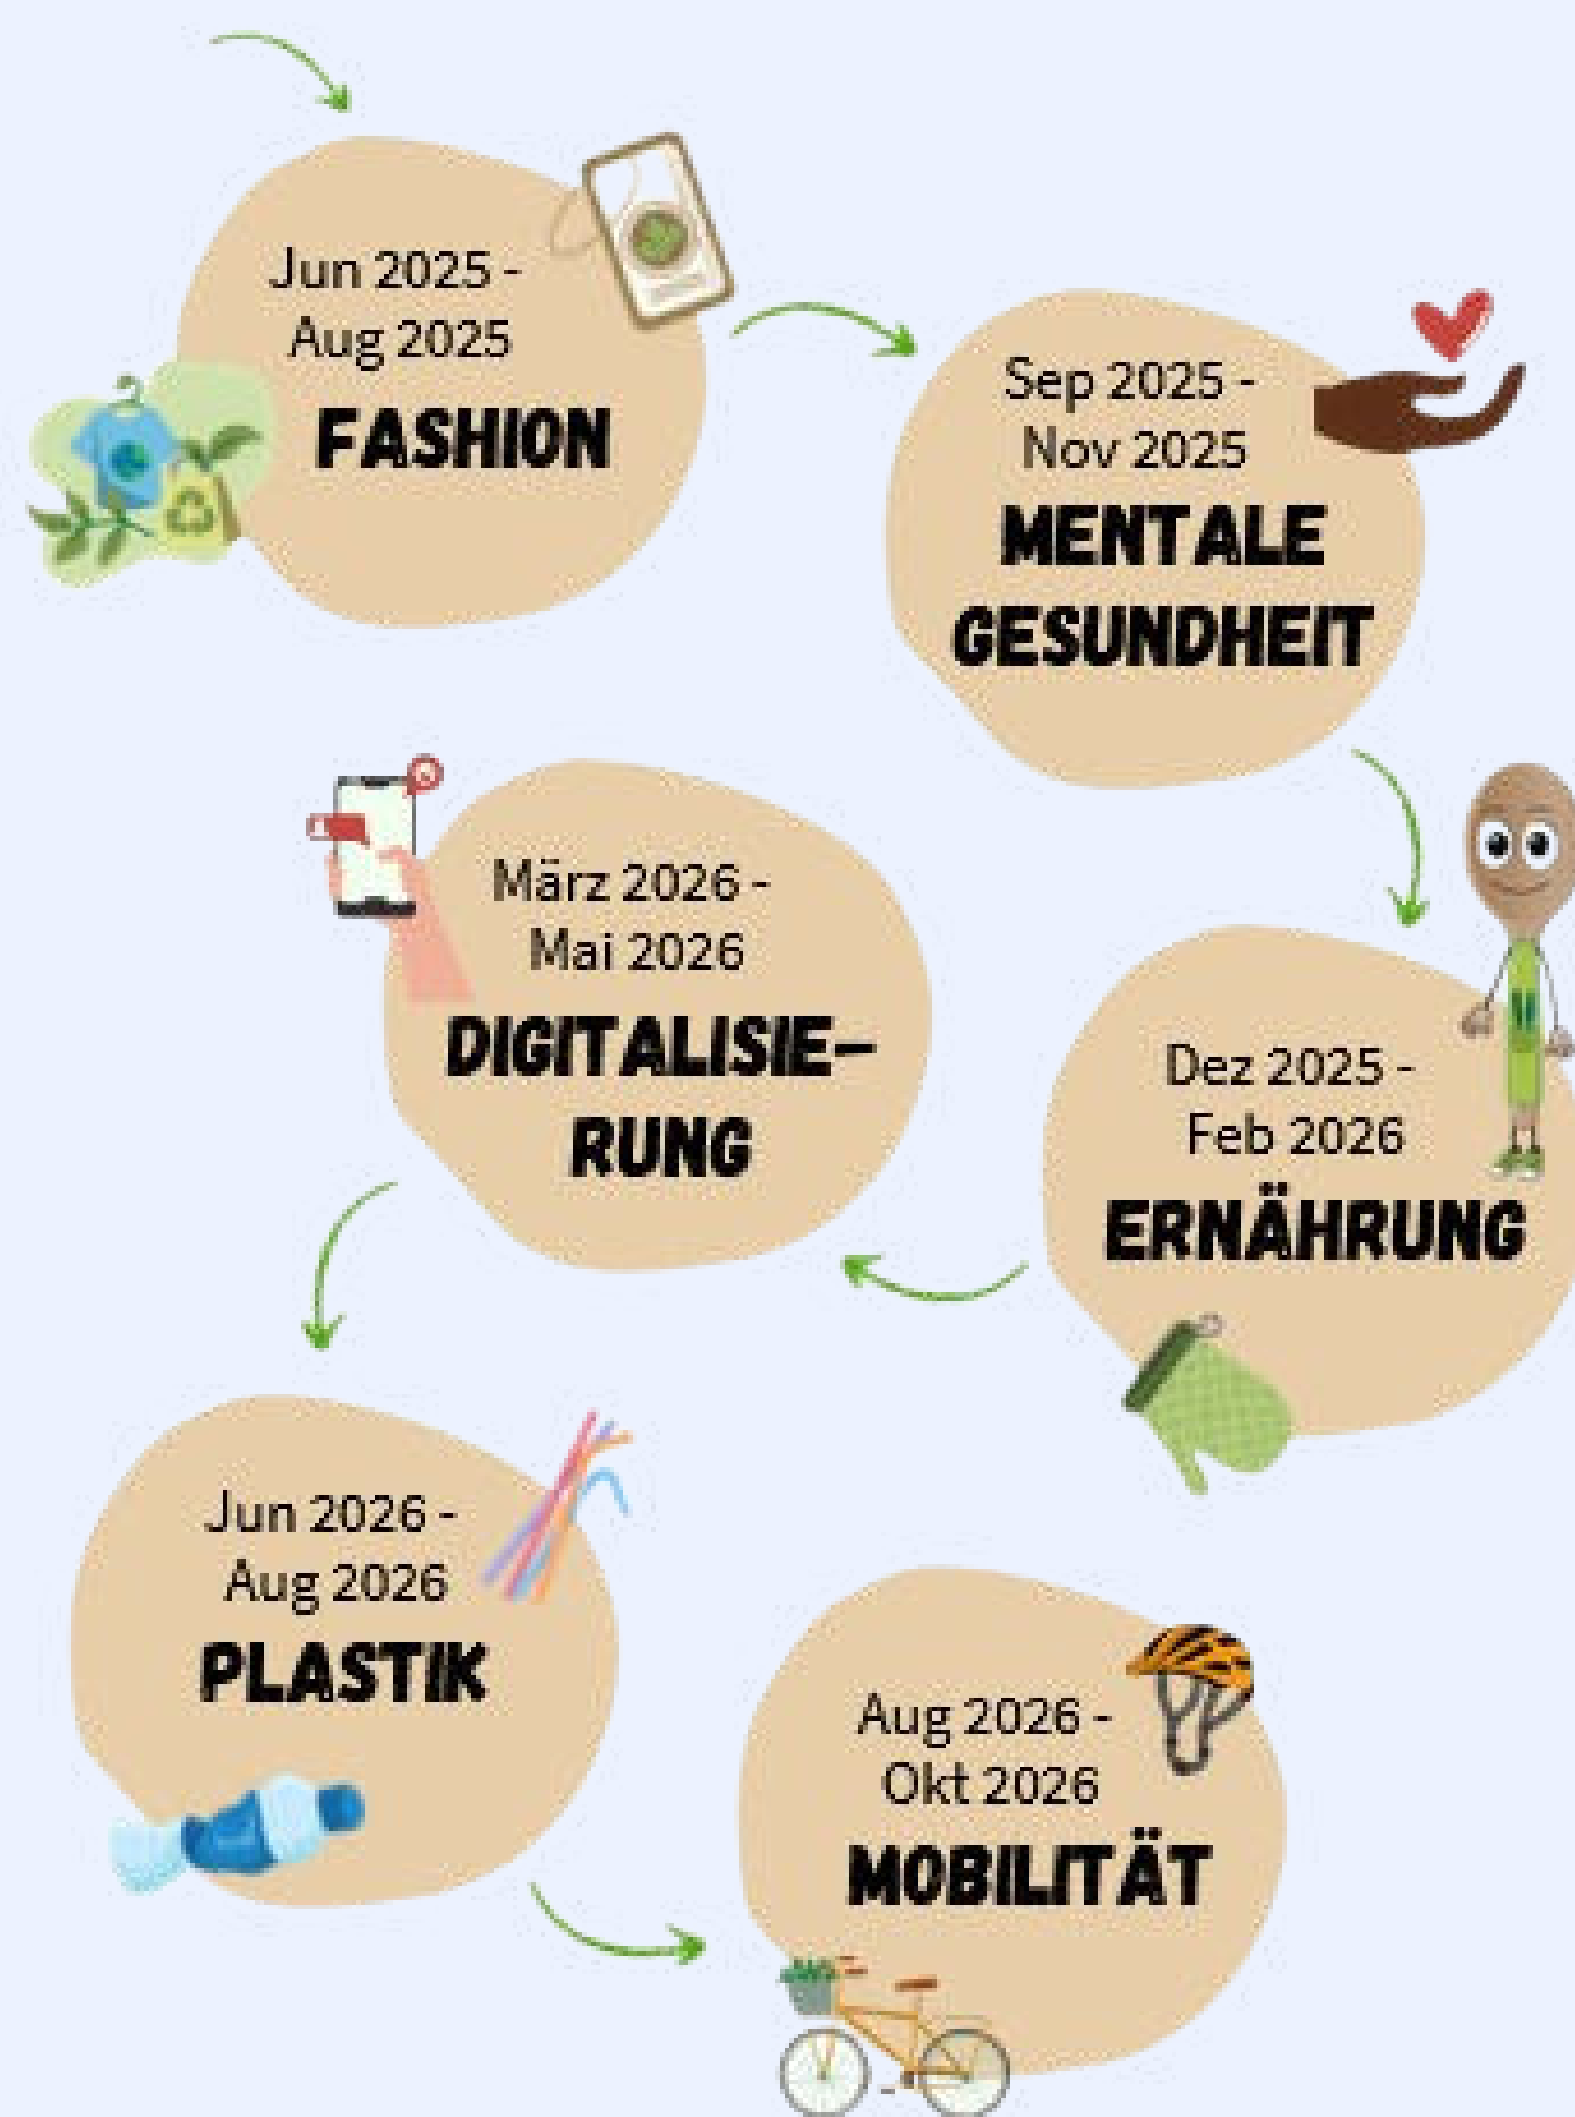 Jun 2025 -
Aug 2025
FASHION
Sep 2025 -
Nov 2025
MENTALE
GESUNDHEIT
Dez 2025 -
Feb 2026
ERNÄHRUNG
März 2026 -
Mai 2026
DIGITALISIE-
RUNG
Jun 2026 -
Aug 2026
PLASTIK
Aug 2026 -
Okt 2026
MOBILITÄT